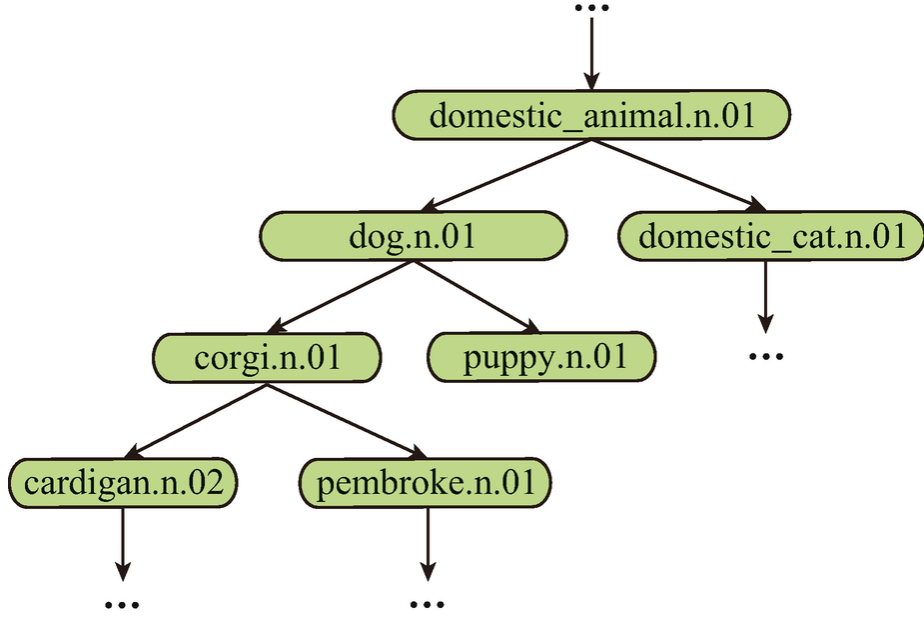 ...
domestic_animal.n.01
dog.n.01
domestic_cat.n.01
corgi.n.01
puppy.n.01
...
cardigan.n.02
pembroke.n.01
...
...